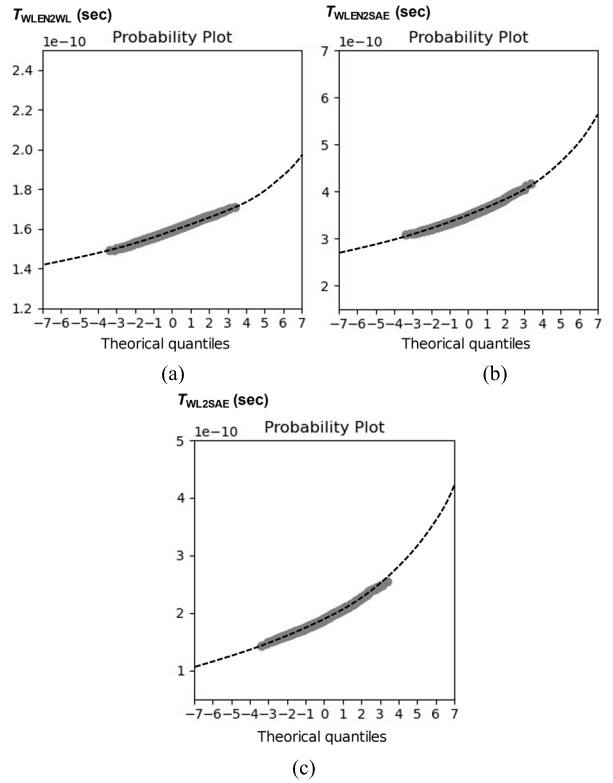 TWLEN2WL (sec)
1e−10 Probability Plot
2.4
2.2
2.0
1.8
1.6
1.4
1.2
−7−6−5−4−3−2−1 0 1 2 3 4 5 6 7
Theorical quantiles
(a)
TWLEN2SAE (sec)
1e−10 Probability Plot
7
6
5
4
3
2
−7−6−5−4−3−2−1 0 1 2 3 4 5 6 7
Theorical quantiles
(b)
TWL2SAE (sec)
1e−10 Probability Plot
5
4
3
2
1
−7−6−5−4−3−2−1 0 1 2 3 4 5 6 7
Theorical quantiles
(c)